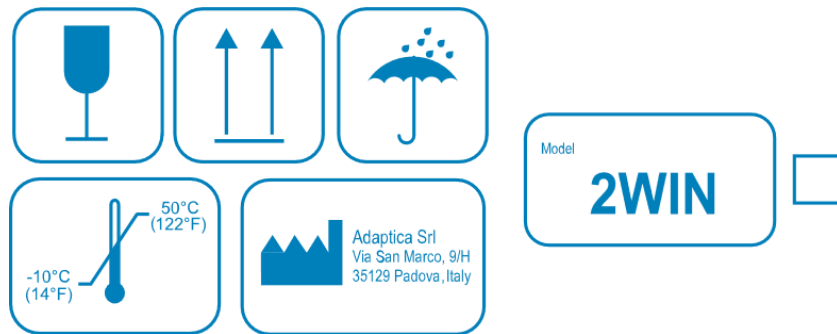 50°C
(122°F)
-10°C
(14°F)
Adaptica Srl
Via San Marco, 9/H
35129 Padova, Italy
Model
2WIN